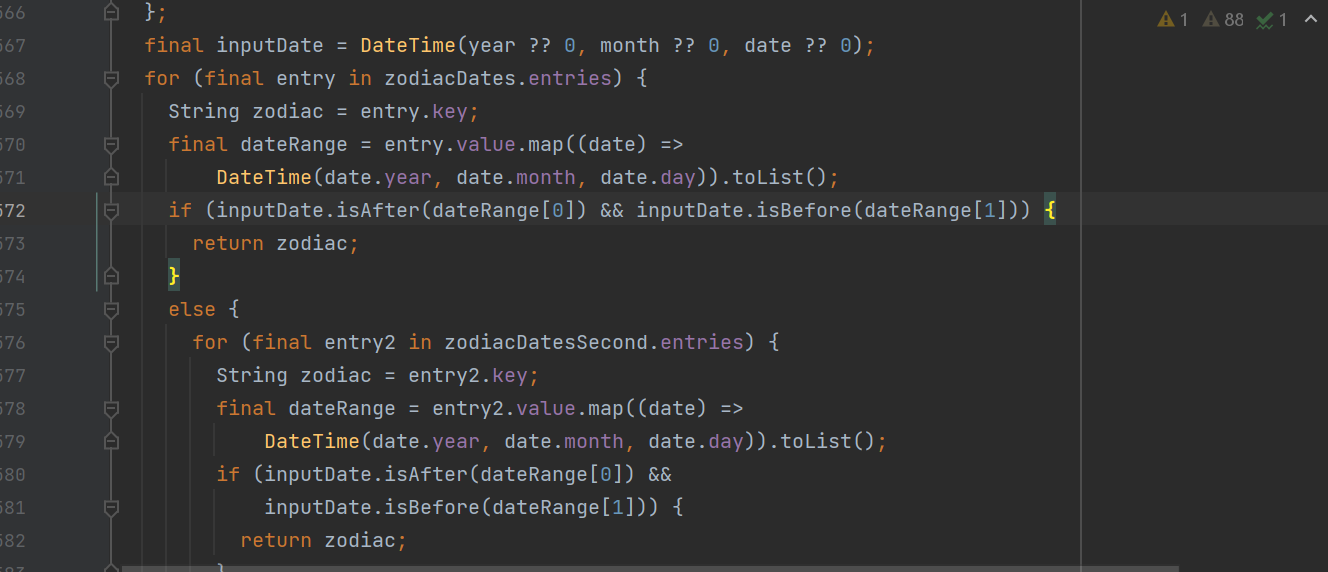 566 };
567 final inputDate = DateTime(year ?? 0, month ?? 0, date ?? 0);
568 for (final entry in zodiacDates.entries) {
569 String zodiac = entry.key;
570 final dateRange = entry.value.map((date) =>
571 DateTime(date.year, date.month, date.day)).toList();
572 if (inputDate.isAfter(dateRange[0]) && inputDate.isBefore(dateRange[1])) {
573 return zodiac;
574 }
575 else {
576 for (final entry2 in zodiacDatesSecond.entries) {
577 String zodiac = entry2.key;
578 final dateRange = entry2.value.map((date) =>
579 DateTime(date.year, date.month, date.day)).toList();
580 if (inputDate.isAfter(dateRange[0]) &&
581 inputDate.isBefore(dateRange[1])) {
582 return zodiac;
583 }
1 88 1